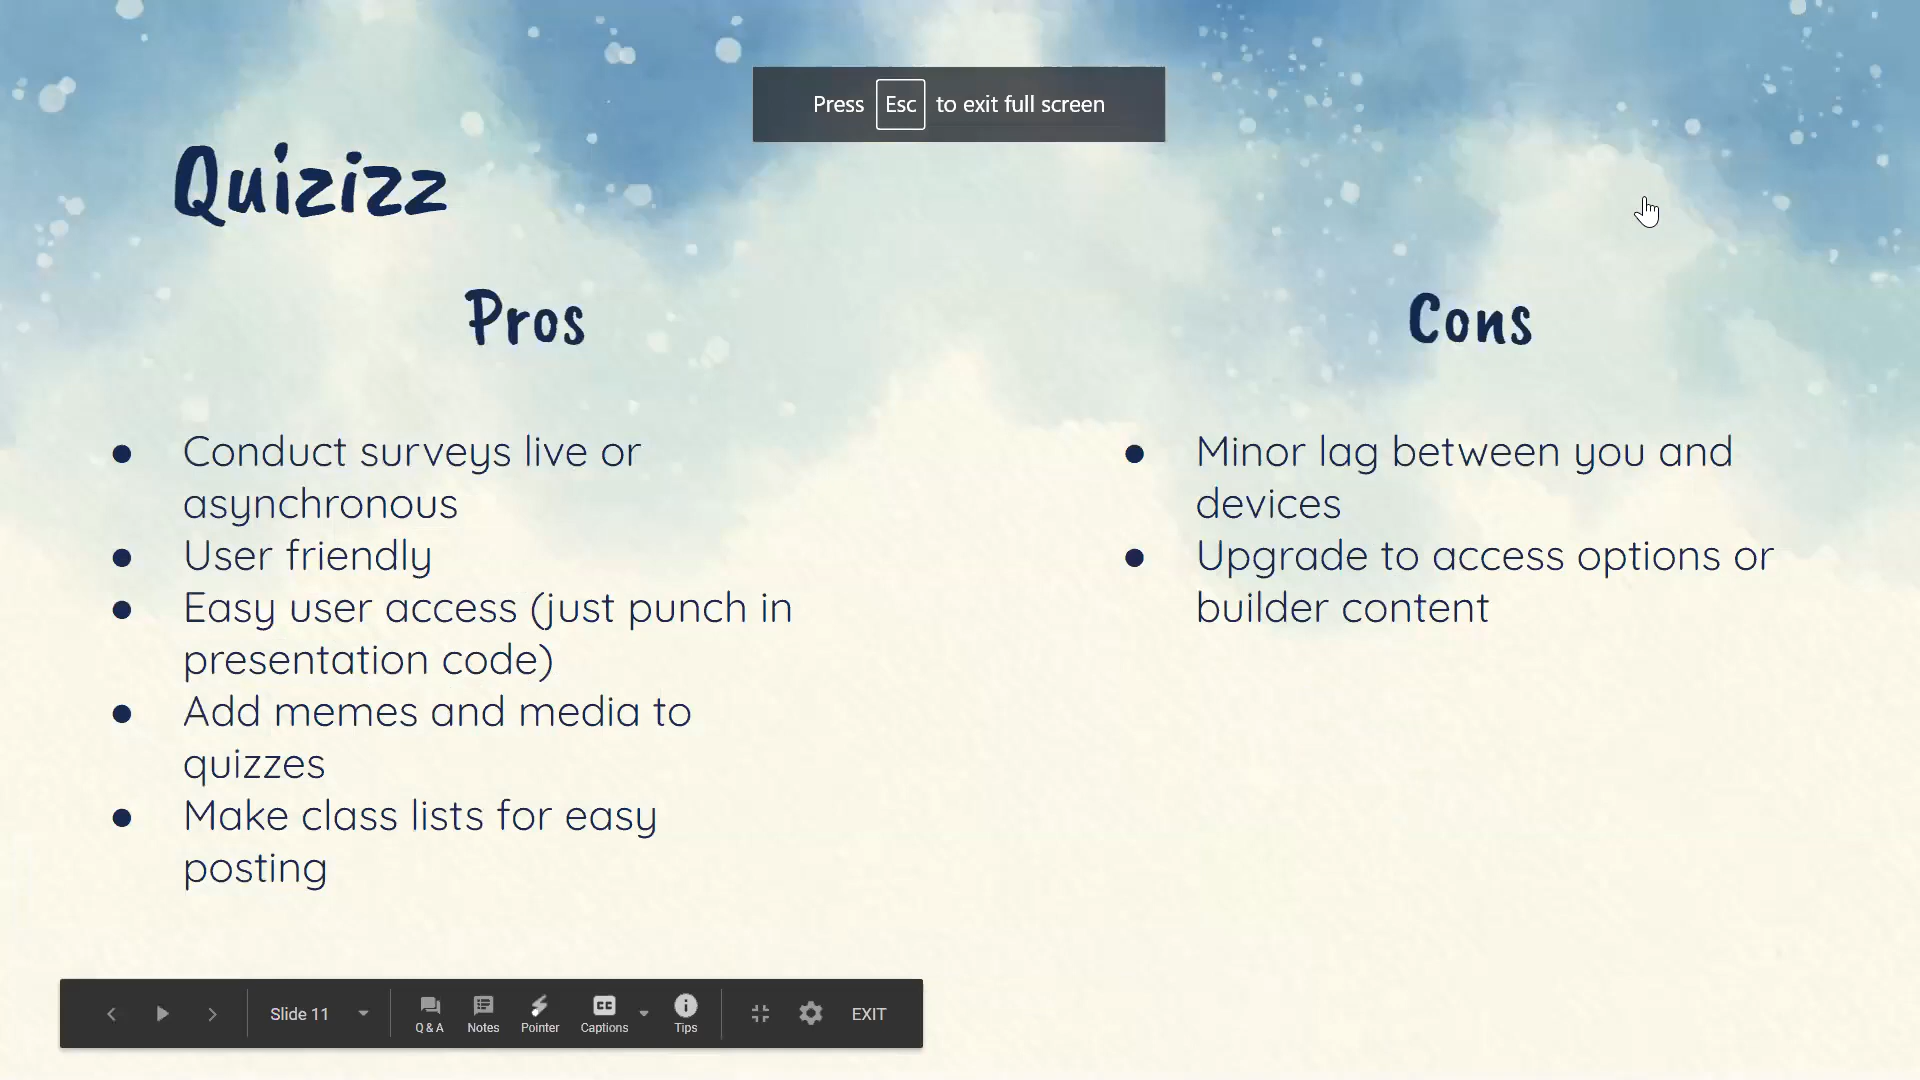 Press Esc to exit full screen
Quizizz
Pros
● Conduct surveys live or
asynchronous
● User friendly
● Easy user access (just punch in
presentation code)
● Add memes and media to
quizzes
● Make class lists for easy
posting
Cons
● Minor lag between you and
devices
● Upgrade to access options or
builder content
Slide 11
Q & A
Notes
Pointer
CC
Captions
Tips
EXIT